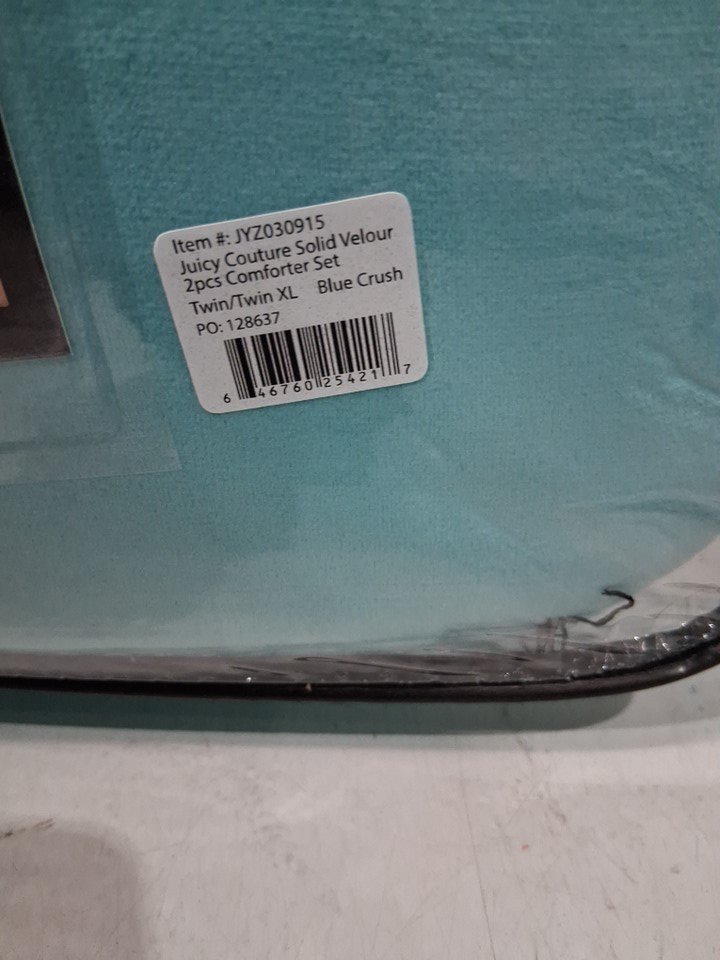 Item #: JYZ030915
Juicy Couture Solid Velour
2pcs Comforter Set
Twin/Twin XL Blue Crush
PO: 128637
6 46760 25421 7